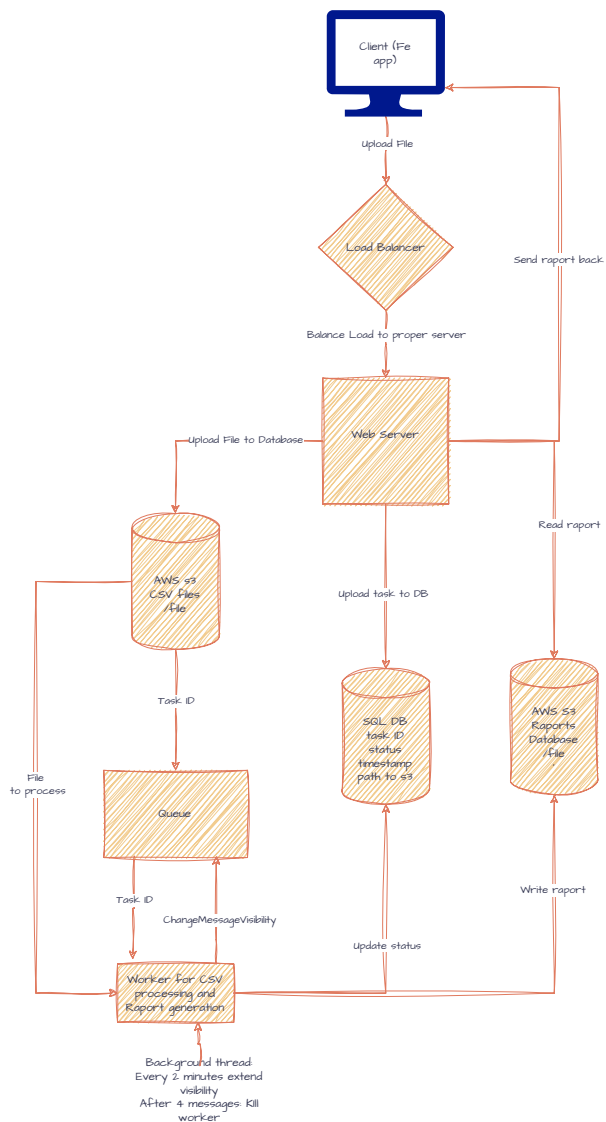 Client (Fe
app)
Upload File
Load Balancer
Send raport back
Balance Load to proper server
Web Server
Upload File to Database
Read raport
AWS s3
CSV files
/file
Upload task to DB
Task ID
SQL DB
task ID
status
timestamp
path to s3
AWS S3
Raports
Database
/file
File
to process
Queue
Task ID
ChangeMessageVisibility
Write raport
Update status
Worker for CSV
processing and
Raport generation
Background thread:
Every 2 minutes extend
visibility
After 4 messages: Kill
worker